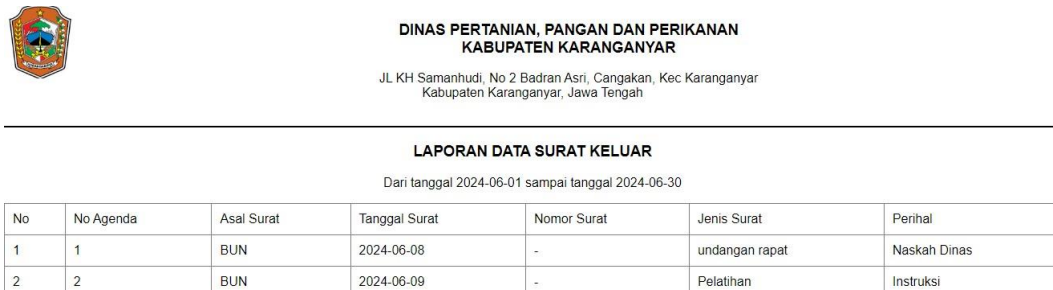 DINAS PERTANIAN, PANGAN DAN PERIKANAN
KABUPATEN KARANGANYAR
JL KH Samanhudi, No 2 Badran Asri, Cangakan, Kec Karanganyar
Kabupaten Karanganyar, Jawa Tengah
LAPORAN DATA SURAT KELUAR
Dari tanggal 2024-06-01 sampai tanggal 2024-06-30
No No Agenda Asal Surat Tanggal Surat Nomor Surat Jenis Surat Perihal
1 1 BUN 2024-06-08 - undangan rapat Naskah Dinas
2 2 BUN 2024-06-09 - Pelatihan Instruksi